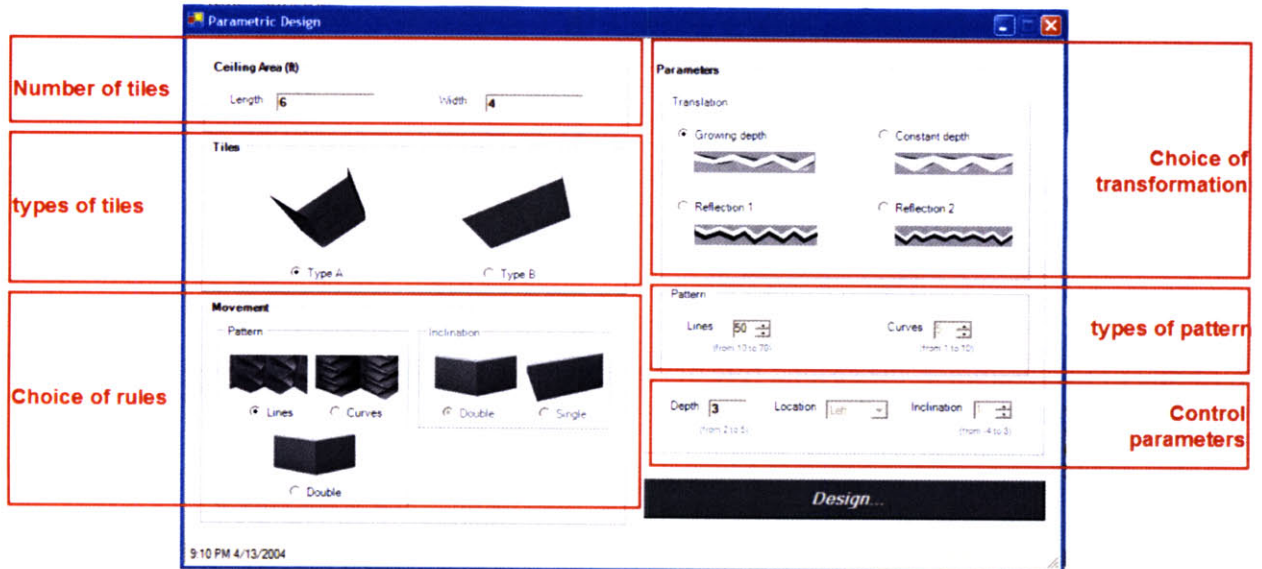 Parametric Design
Number of tiles
Ceiling Area (ft)
Length 6 Width 4
types of tiles
Tiles
Type A Type B
Choice of rules
Movement
Pattern
Lines Curves
Double
Inclination
Double Single
Parameters
Translation
Growing depth Constant depth
Reflection 1 Reflection 2
Choice of
transformation
Pattern
Lines 50 Curves
(from 10 to 70) (from 1 to 10)
types of pattern
Depth 3 Location Left Inclination 1
(from 2 to 5) (from -4 to 3)
Control
parameters
Design...
9:10 PM 4/13/2004